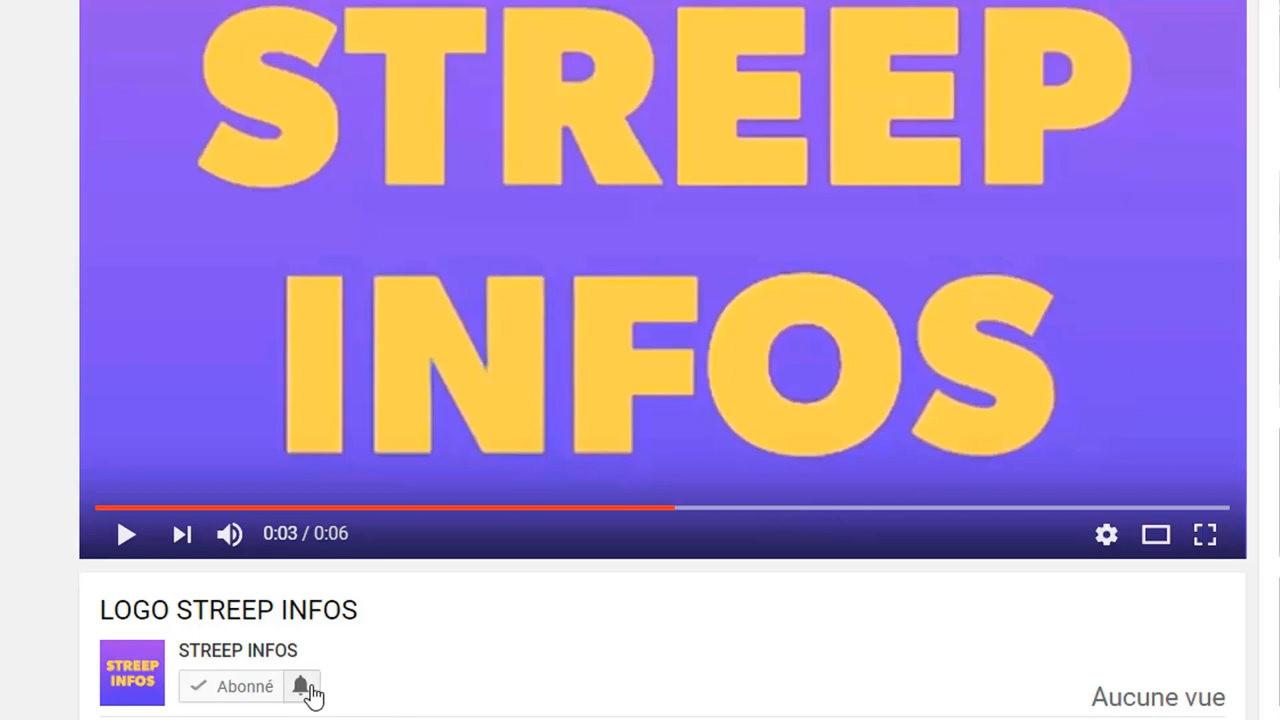 STREEP
INFOS
0:03 / 0:06
LOGO STREEP INFOS
STREEP INFOS
STREEP
INFOS
Abonné
Aucune vue